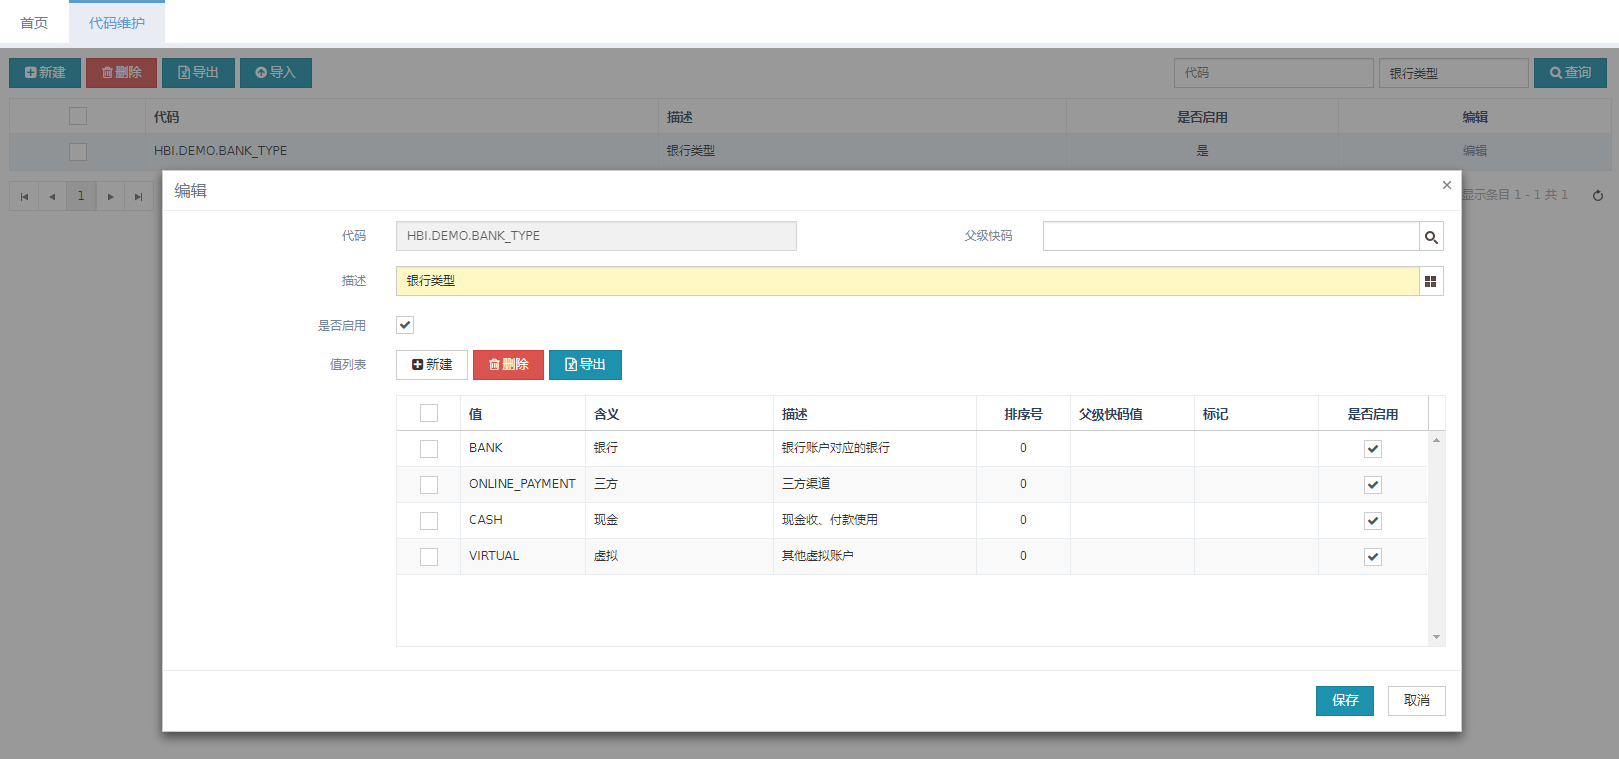 首页 代码维护
新建 删除 导出 导入 代码 银行类型 查询
代码 描述 是否启用 编辑
HBI.DEMO.BANK_TYPE 银行类型 是 编辑
1 显示条目 1 - 1 共 1
编辑
代码 HBI.DEMO.BANK_TYPE 父级快码
描述 银行类型
是否启用
值列表 新建 删除 导出
值 含义 描述 排序号 父级快码值 标记 是否启用
BANK 银行 银行账户对应的银行 0
ONLINE_PAYMENT 三方 三方渠道 0
CASH 现金 现金收、付款使用 0
VIRTUAL 虚拟 其他虚拟账户 0
保存 取消